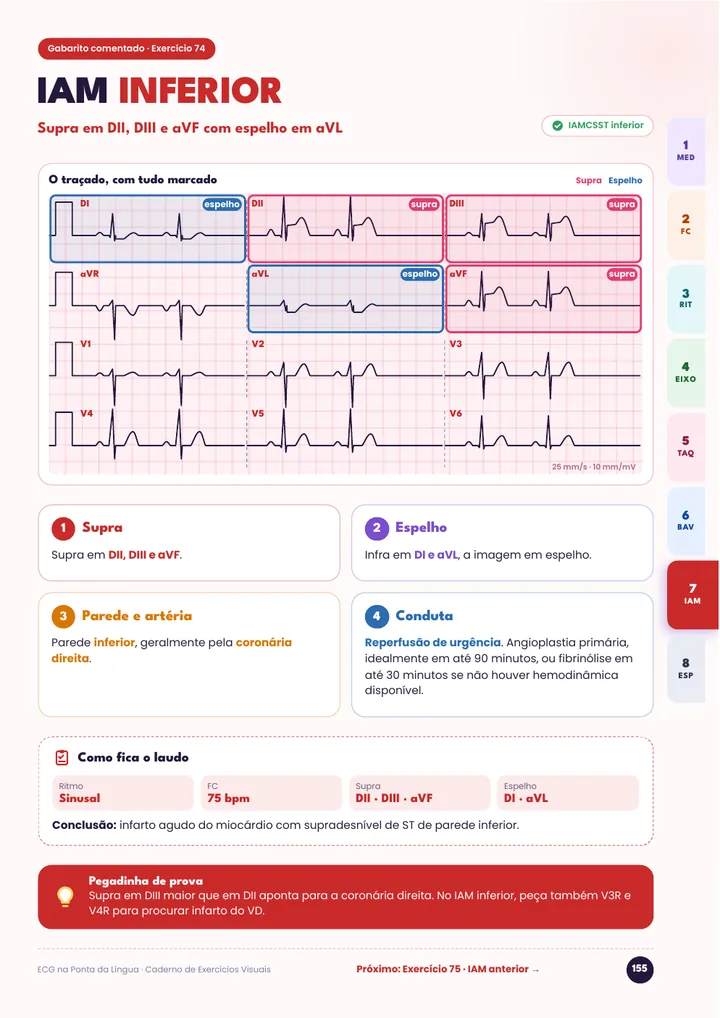 Gabarito comentado · Exercício 74
IAM INFERIOR
Supra em DII, DIII e aVF com espelho em aVL
IAMCSST inferior
O traçado, com tudo marcado
Supra Espelho
DI espelho DII supra DIII supra
aVR aVL espelho aVF supra
V1 V2 V3
V4 V5 V6
25 mm/s · 10 mm/mV
1 Supra
Supra em DII, DIII e aVF.
2 Espelho
Infra em DI e aVL, a imagem em espelho.
3 Parede e artéria
Parede inferior, geralmente pela coronária
direita.
4 Conduta
Reperfusão de urgência. Angioplastia primária,
idealmente em até 90 minutos, ou fibrinólise em
até 30 minutos se não houver hemodinâmica
disponível.
Como fica o laudo
Ritmo
Sinusal
FC
75 bpm
Supra
DII · DIII · aVF
Espelho
DI · aVL
Conclusão: infarto agudo do miocárdio com supradesnível de ST de parede inferior.
Pegadinha de prova
Supra em DIII maior que em DII aponta para a coronária direita. No IAM inferior, peça também V3R e
V4R para procurar infarto do VD.
ECG na Ponta da Língua · Caderno de Exercícios Visuais
Próximo: Exercício 75 · IAM anterior →
155
1
MED
2
FC
3
RIT
4
EIXO
5
TAQ
6
BAV
7
IAM
8
ESP